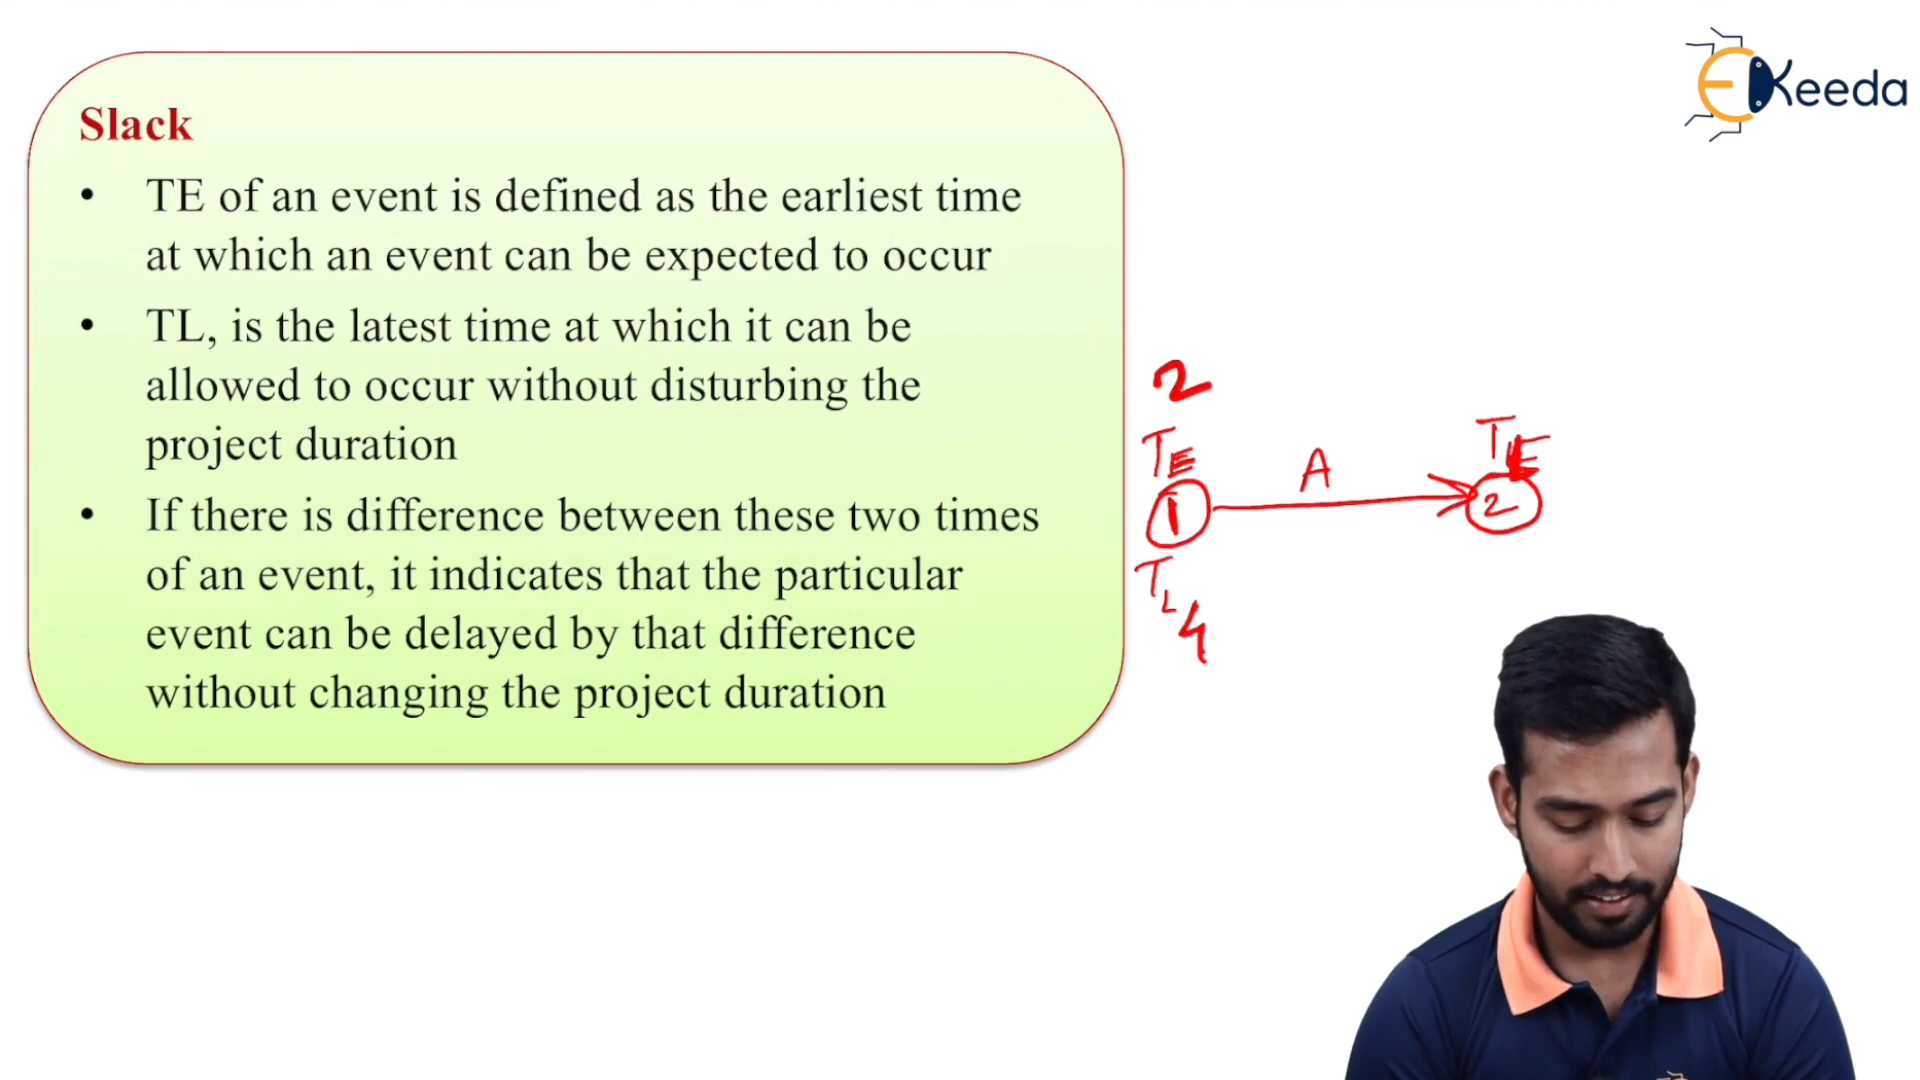 EKeeda
Slack
• TE of an event is defined as the earliest time
at which an event can be expected to occur
• TL, is the latest time at which it can be
allowed to occur without disturbing the
project duration
• If there is difference between these two times
of an event, it indicates that the particular
event can be delayed by that difference
without changing the project duration
2
TE
A
TE
1
2
TL
4